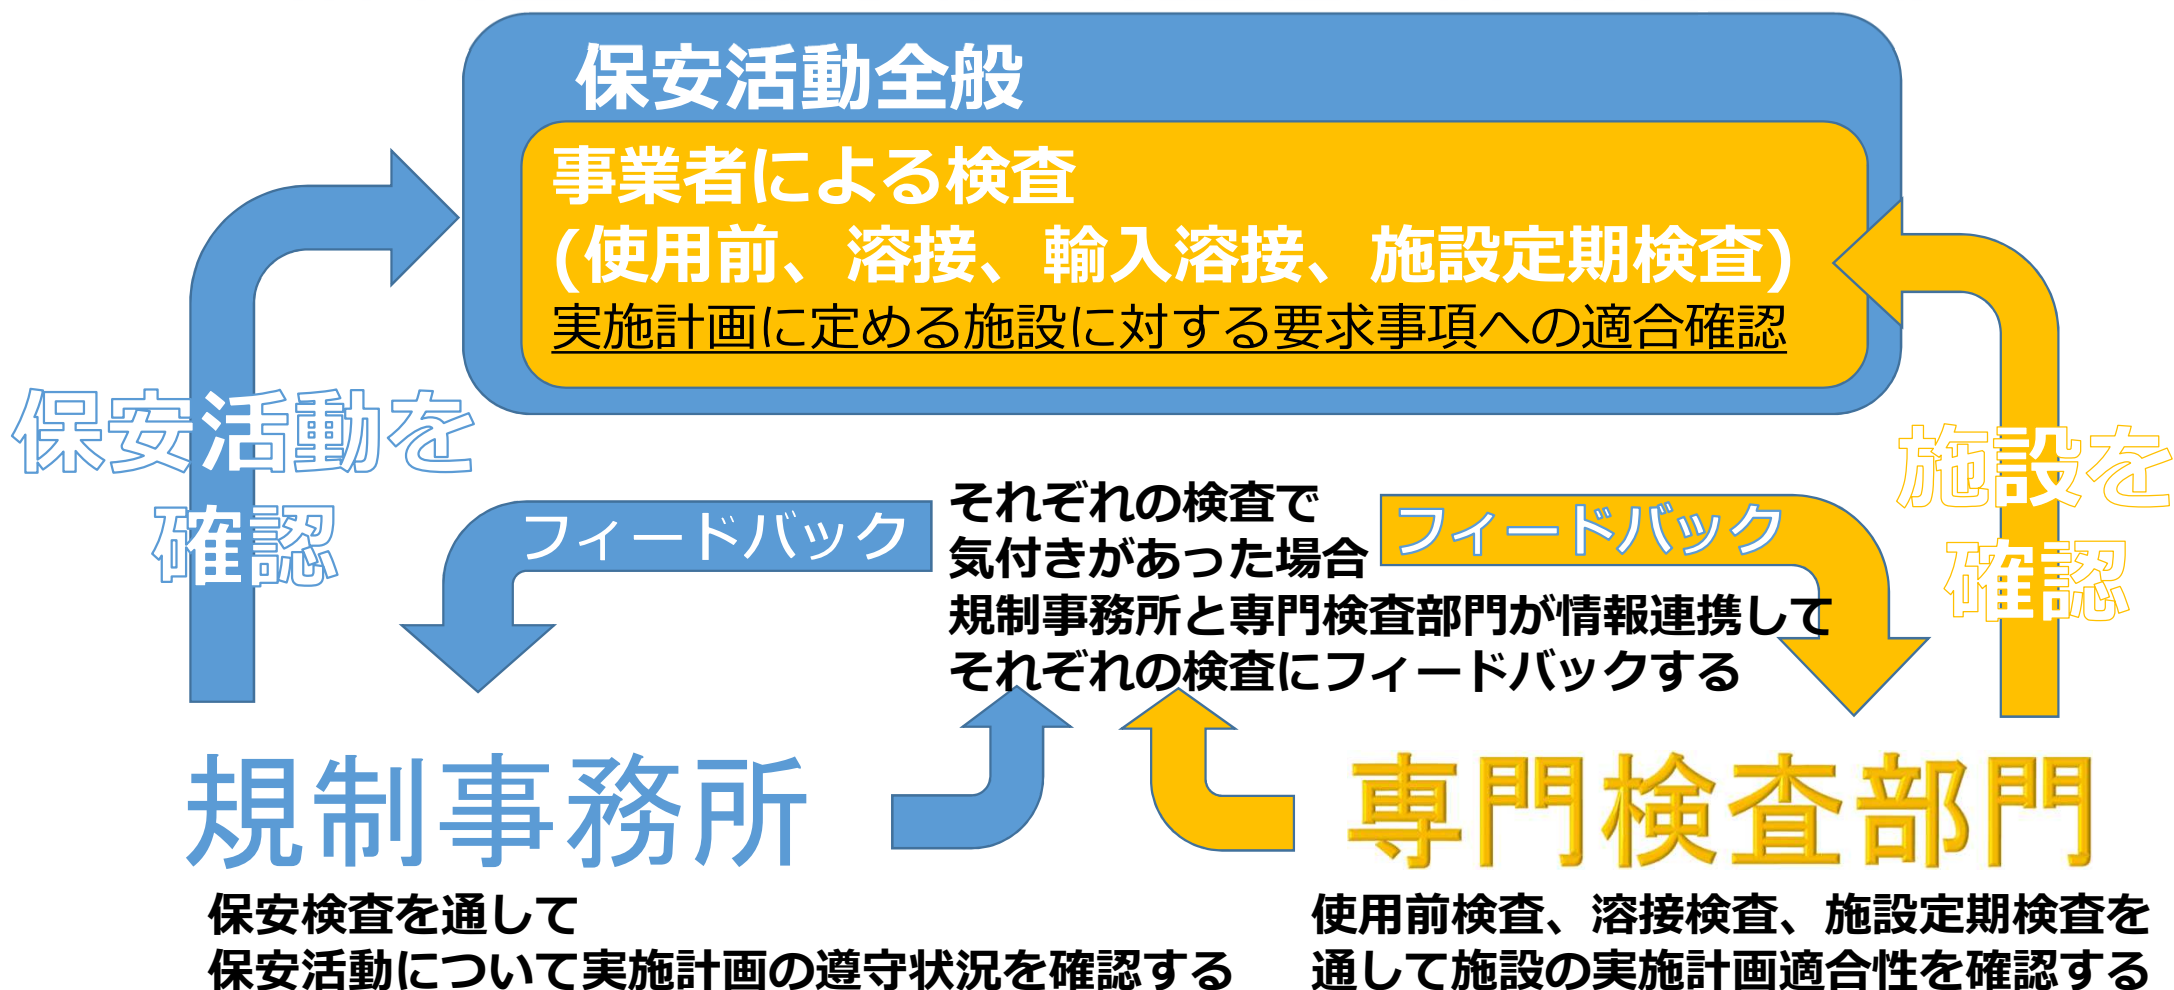 保安活動全般
事業者による検査
(使用前、溶接、輸入溶接、施設定期検査)
実施計画に定める施設に対する要求事項への適合確認
保安活動を
確認
施設を
確認
フィードバック
それぞれの検査で
気付きがあった場合
規制事務所と専門検査部門が情報連携して
それぞれの検査にフィードバックする
フィードバック
規制事務所
専門検査部門
保安検査を通して
保安活動について実施計画の遵守状況を確認する
使用前検査、溶接検査、施設定期検査を
通して施設の実施計画適合性を確認する